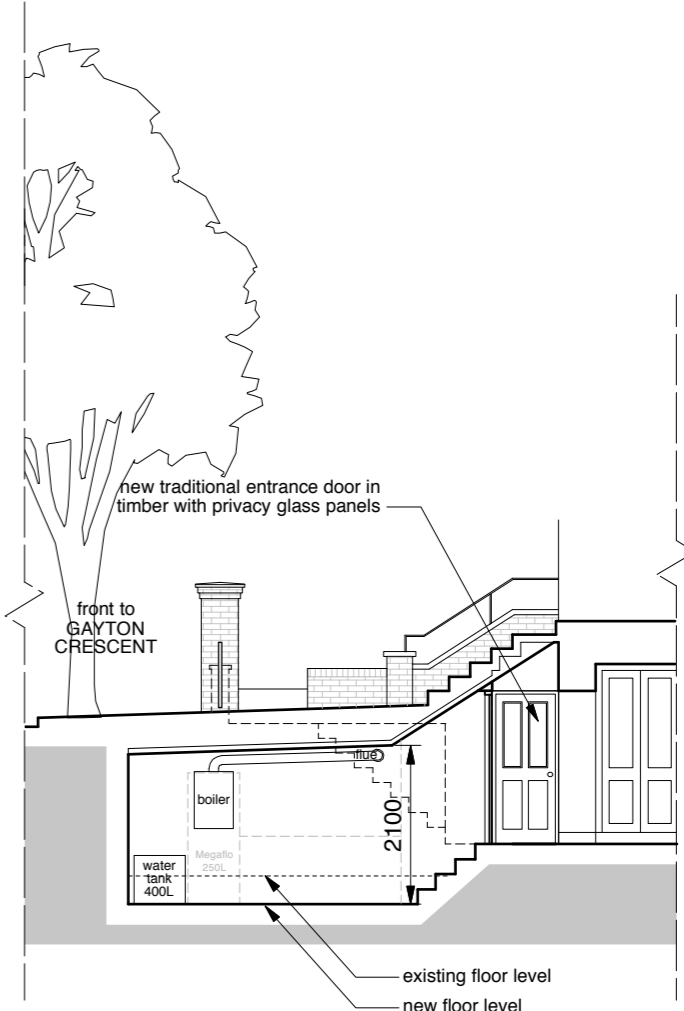 new traditional entrance door in
timber with privacy glass panels
front to
GAYTON
CRESCENT
flue
boiler
2100
Megaflo
250L
water
tank
400L
existing floor level
new floor level